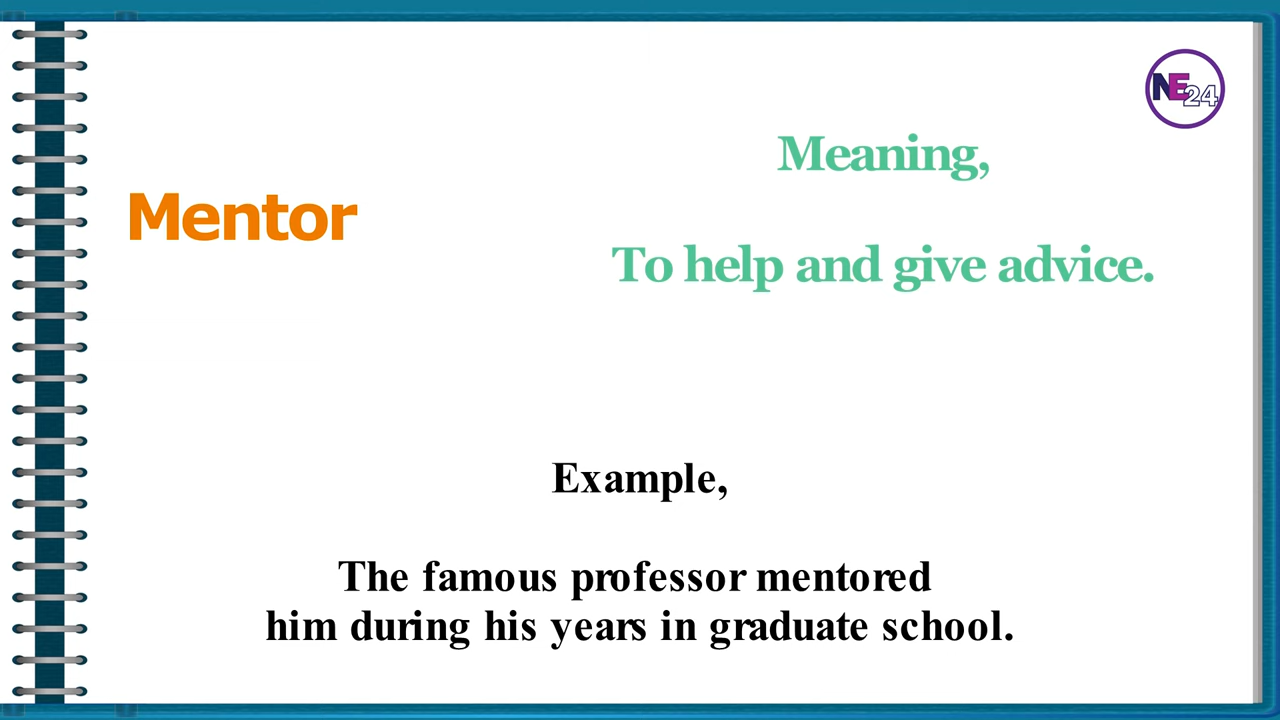 NE24
Mentor
Meaning,
To help and give advice.
Example,
The famous professor mentored
him during his years in graduate school.